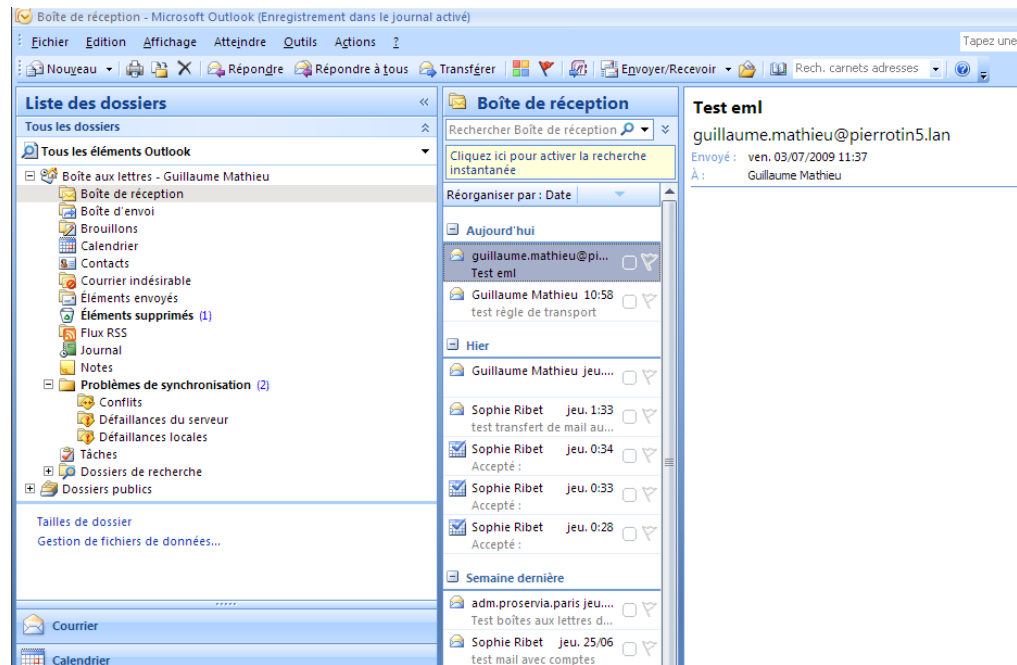 Boîte de réception - Microsoft Outlook (Enregistrement dans le journal activé)
Fichier Edition Affichage Atteindre Outils Actions ?
Tapez une
Nouveau Répondre Répondre à tous Transférer Envoyer/Recevoir Rech. carnets adresses
Liste des dossiers
Tous les dossiers
Tous les éléments Outlook
Boîte aux lettres - Guillaume Mathieu
Boîte de réception
Boîte d'envoi
Brouillons
Calendrier
Contacts
Courrier indésirable
Éléments envoyés
Éléments supprimés (1)
Flux RSS
Journal
Notes
Problèmes de synchronisation (2)
Conflits
Défaillances du serveur
Défaillances locales
Tâches
Dossiers de recherche
Dossiers publics
Tailles de dossier
Gestion de fichiers de données...
Courrier
Calendrier
Boîte de réception
Rechercher Boîte de réception
Cliquez ici pour activer la recherche
instantanée
Réorganiser par : Date
Aujourd'hui
guillaume.mathieu@pi...
Test eml
Guillaume Mathieu 10:58
test règle de transport
Hier
Guillaume Mathieu jeu....
Sophie Ribet jeu. 1:33
test transfert de mail au...
Sophie Ribet jeu. 0:34
Accepté :
Sophie Ribet jeu. 0:33
Accepté :
Sophie Ribet jeu. 0:28
Accepté :
Semaine dernière
adm.proservia.paris jeu....
Test boîtes aux lettres d...
Sophie Ribet jeu. 25/06
test mail avec comptes
Test eml
guillaume.mathieu@pierrotin5.lan
Envoyé : ven. 03/07/2009 11:37
À : Guillaume Mathieu